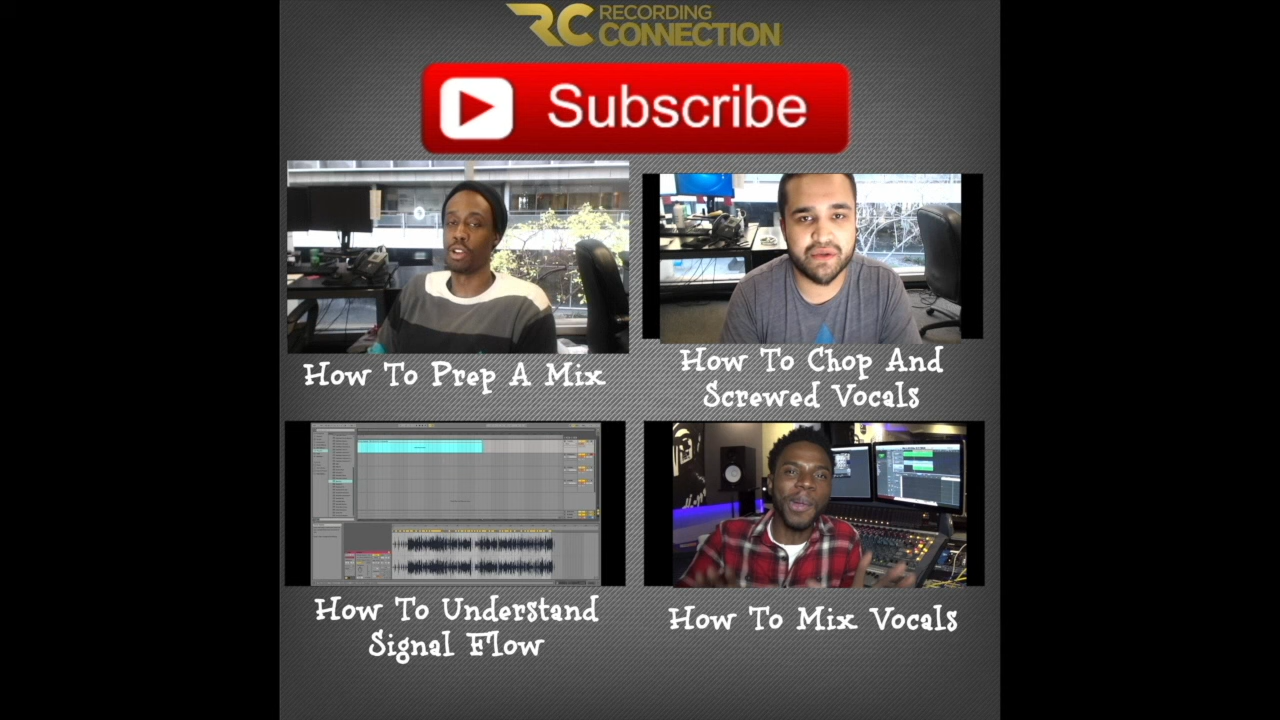 RECORDING
CONNECTION
Subscribe
How To Prep A Mix
How To Chop And
Screwed Vocals
How To Understand
Signal Flow
How To Mix Vocals